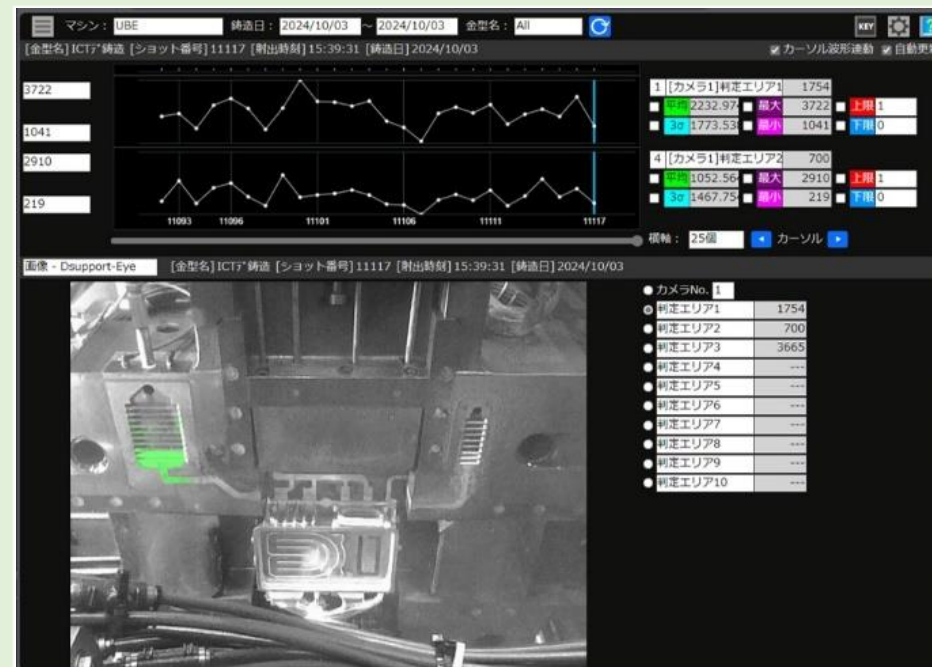 マシン： UBE 鋳造日： 2024/10/03 ～ 2024/10/03 金型名： All KEY
[金型名]ICTﾃﾞ鋳造 [ショット番号]11117 [射出時刻]15:39:31 [鋳造日]2024/10/03 カーソル波形連動 自動更
3722 1 [カメラ1]判定エリア1 1754
平均 2232.974 最大 3722 上限 1
1041 3σ 1773.538 最小 1041 下限 0
2910 4 [カメラ1]判定エリア2 700
平均 1052.564 最大 2910 上限 1
219 3σ 1467.754 最小 219 下限 0
11093 11096 11101 11106 11111 11117
横軸： 25個 カーソル
画像 - Dsupport-Eye [金型名]ICTﾃﾞ鋳造 [ショット番号]11117 [射出時刻]15:39:31 [鋳造日]2024/10/03
カメラNo. 1
判定エリア1 1754
判定エリア2 700
判定エリア3 3665
判定エリア4 ---
判定エリア5 ---
判定エリア6 ---
判定エリア7 ---
判定エリア8 ---
判定エリア9 ---
判定エリア10 ---